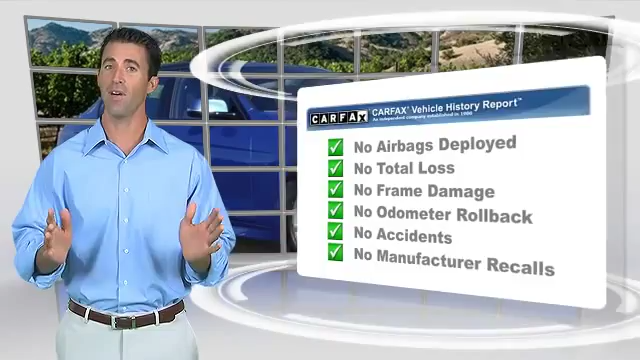 CARFAX CARFAX® Vehicle History Report™
An independent company established in 1986
No Airbags Deployed
No Total Loss
No Frame Damage
No Odometer Rollback
No Accidents
No Manufacturer Recalls